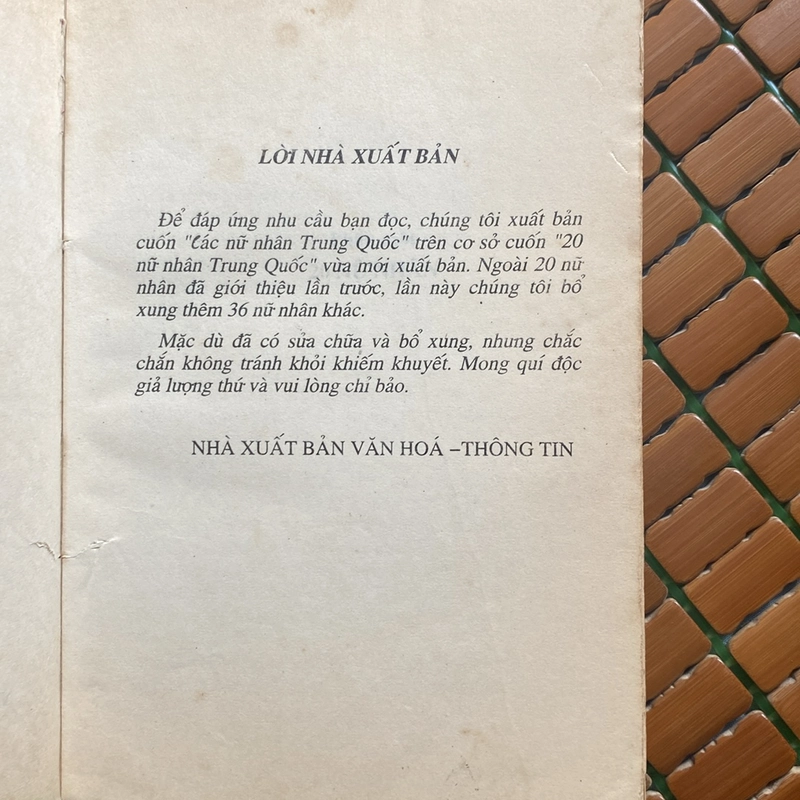 LỜI NHÀ XUẤT BẢN
Để đáp ứng nhu cầu bạn đọc, chúng tôi xuất bản
cuốn "Các nữ nhân Trung Quốc" trên cơ sở cuốn "20
nữ nhân Trung Quốc" vừa mới xuất bản. Ngoài 20 nữ
nhân đã giới thiệu lần trước, lần này chúng tôi bổ
xung thêm 36 nữ nhân khác.
Mặc dù đã có sửa chữa và bổ xung, nhưng chắc
chắn không tránh khỏi khiếm khuyết. Mong quí độc
giả lượng thứ và vui lòng chỉ bảo.
NHÀ XUẤT BẢN VĂN HOÁ –THÔNG TIN